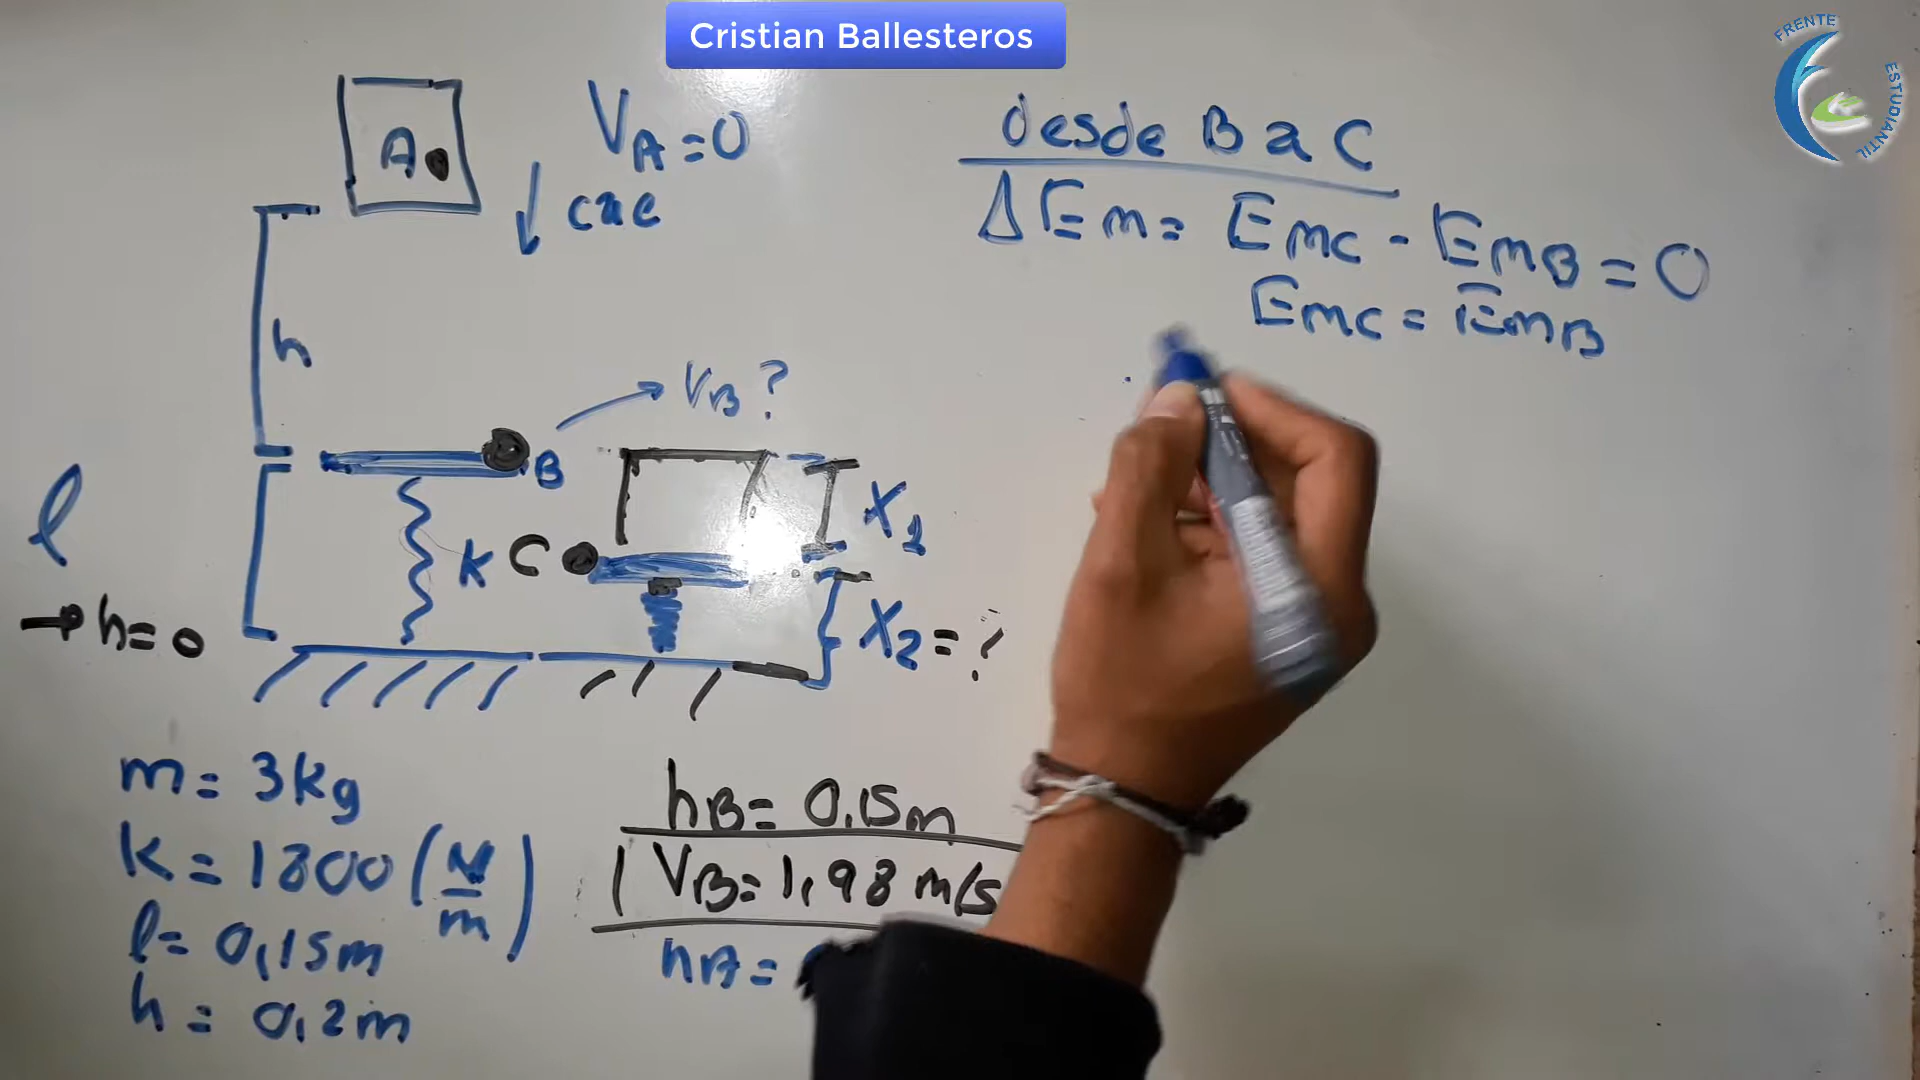 Cristian Ballesteros
FRENTE
ESTUDIANTIL
A
VA=0
cae
h
VB?
B
l
K
C
X1
h=0
X2=?
m= 3kg
K= 1800 (N/m)
l= 0,15m
h= 0,2m
hB= 0,15m
VB= 1,98 m/s
hA=
desde B a C
ΔEm= EmC - EmB = 0
EmC = EmB